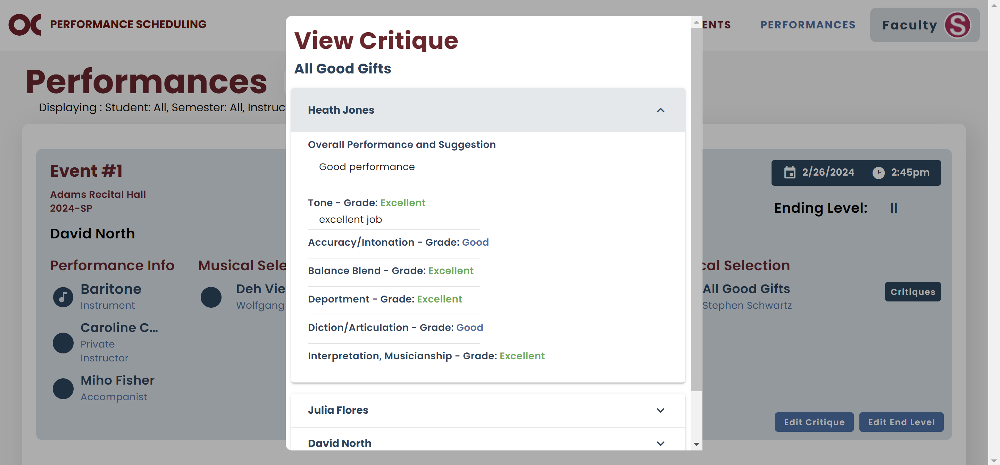 OC PERFORMANCE SCHEDULING
ENTS
PERFORMANCES
Faculty
S
Performances
Displaying : Student: All, Semester: All, Instruc
Event #1
Adams Recital Hall
2024-SP
David North
Performance Info
Baritone
Instrument
Caroline C...
Private
Instructor
Miho Fisher
Accompanist
Musical Sele
Deh Vie
Wolfgang
View Critique
All Good Gifts
Heath Jones
Overall Performance and Suggestion
Good performance
Tone - Grade: Excellent
excellent job
Accuracy/Intonation - Grade: Good
Balance Blend - Grade: Excellent
Deportment - Grade: Excellent
Diction/Articulation - Grade: Good
Interpretation, Musicianship - Grade: Excellent
Julia Flores
David North
2/26/2024
2:45pm
Ending Level: II
cal Selection
All Good Gifts
Stephen Schwartz
Critiques
Edit Critique
Edit End Level